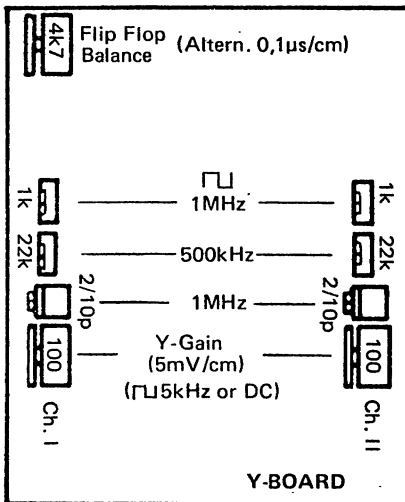 4k7 Flip Flop (Altern. 0,1µs/cm)
Balance
1k 1MHz 1k
22k 500kHz 22k
2/10p 1MHz 2/10p
100 Y-Gain 100
(5mV/cm)
(⊓⊔5kHz or DC)
Ch. I Ch. II
Y-BOARD